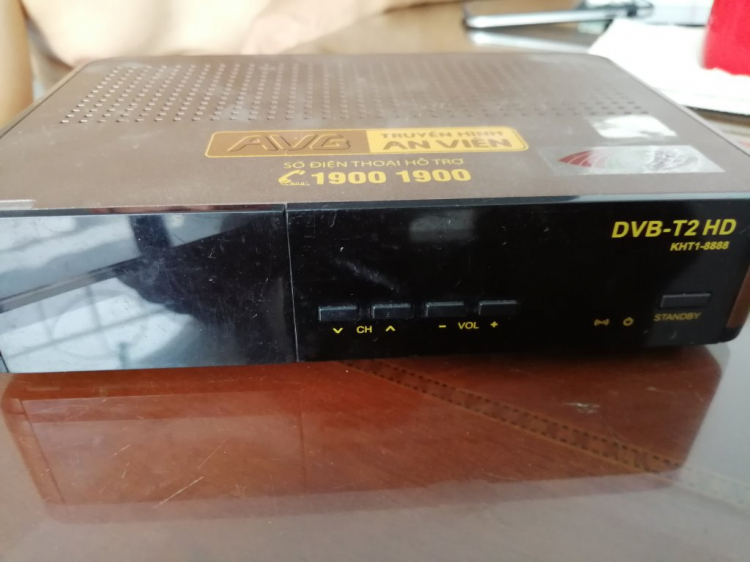 AVG
TRUYỀN HÌNH
AN VIÊN
SỐ ĐIỆN THOẠI HỖ TRỢ
1900 1900
DVB-T2 HD
KHT1-8888
CH
- VOL +
STANDBY